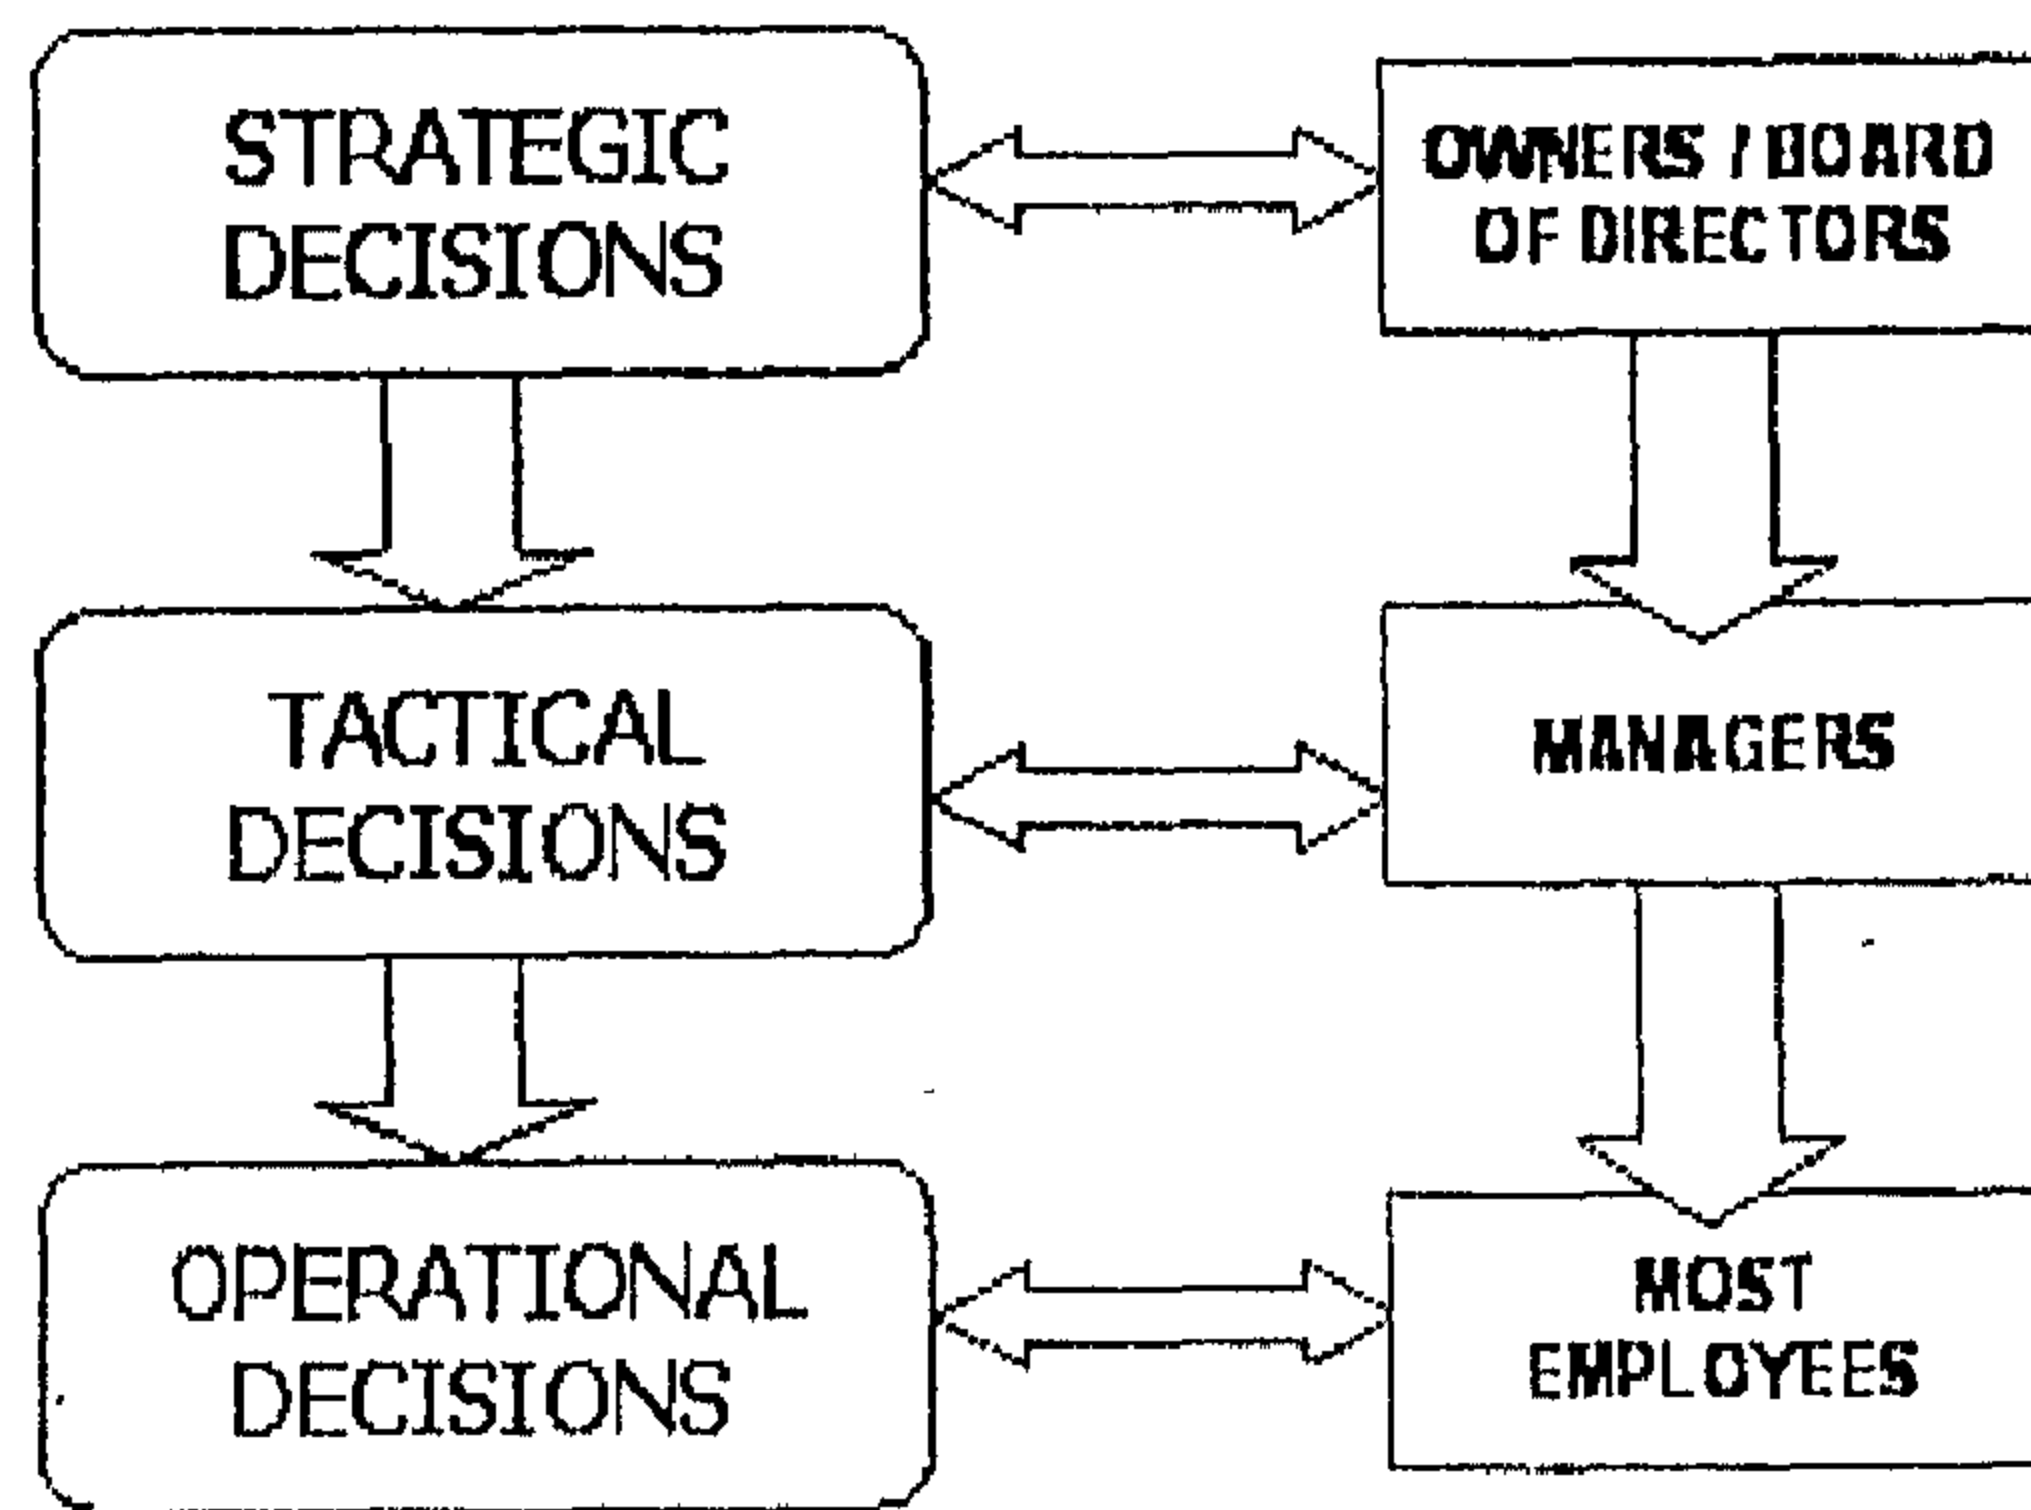 STRATEGIC
DECISIONS
OWNERS / BOARD
OF DIRECTORS
TACTICAL
DECISIONS
MANAGERS
OPERATIONAL
DECISIONS
MOST
EMPLOYEES